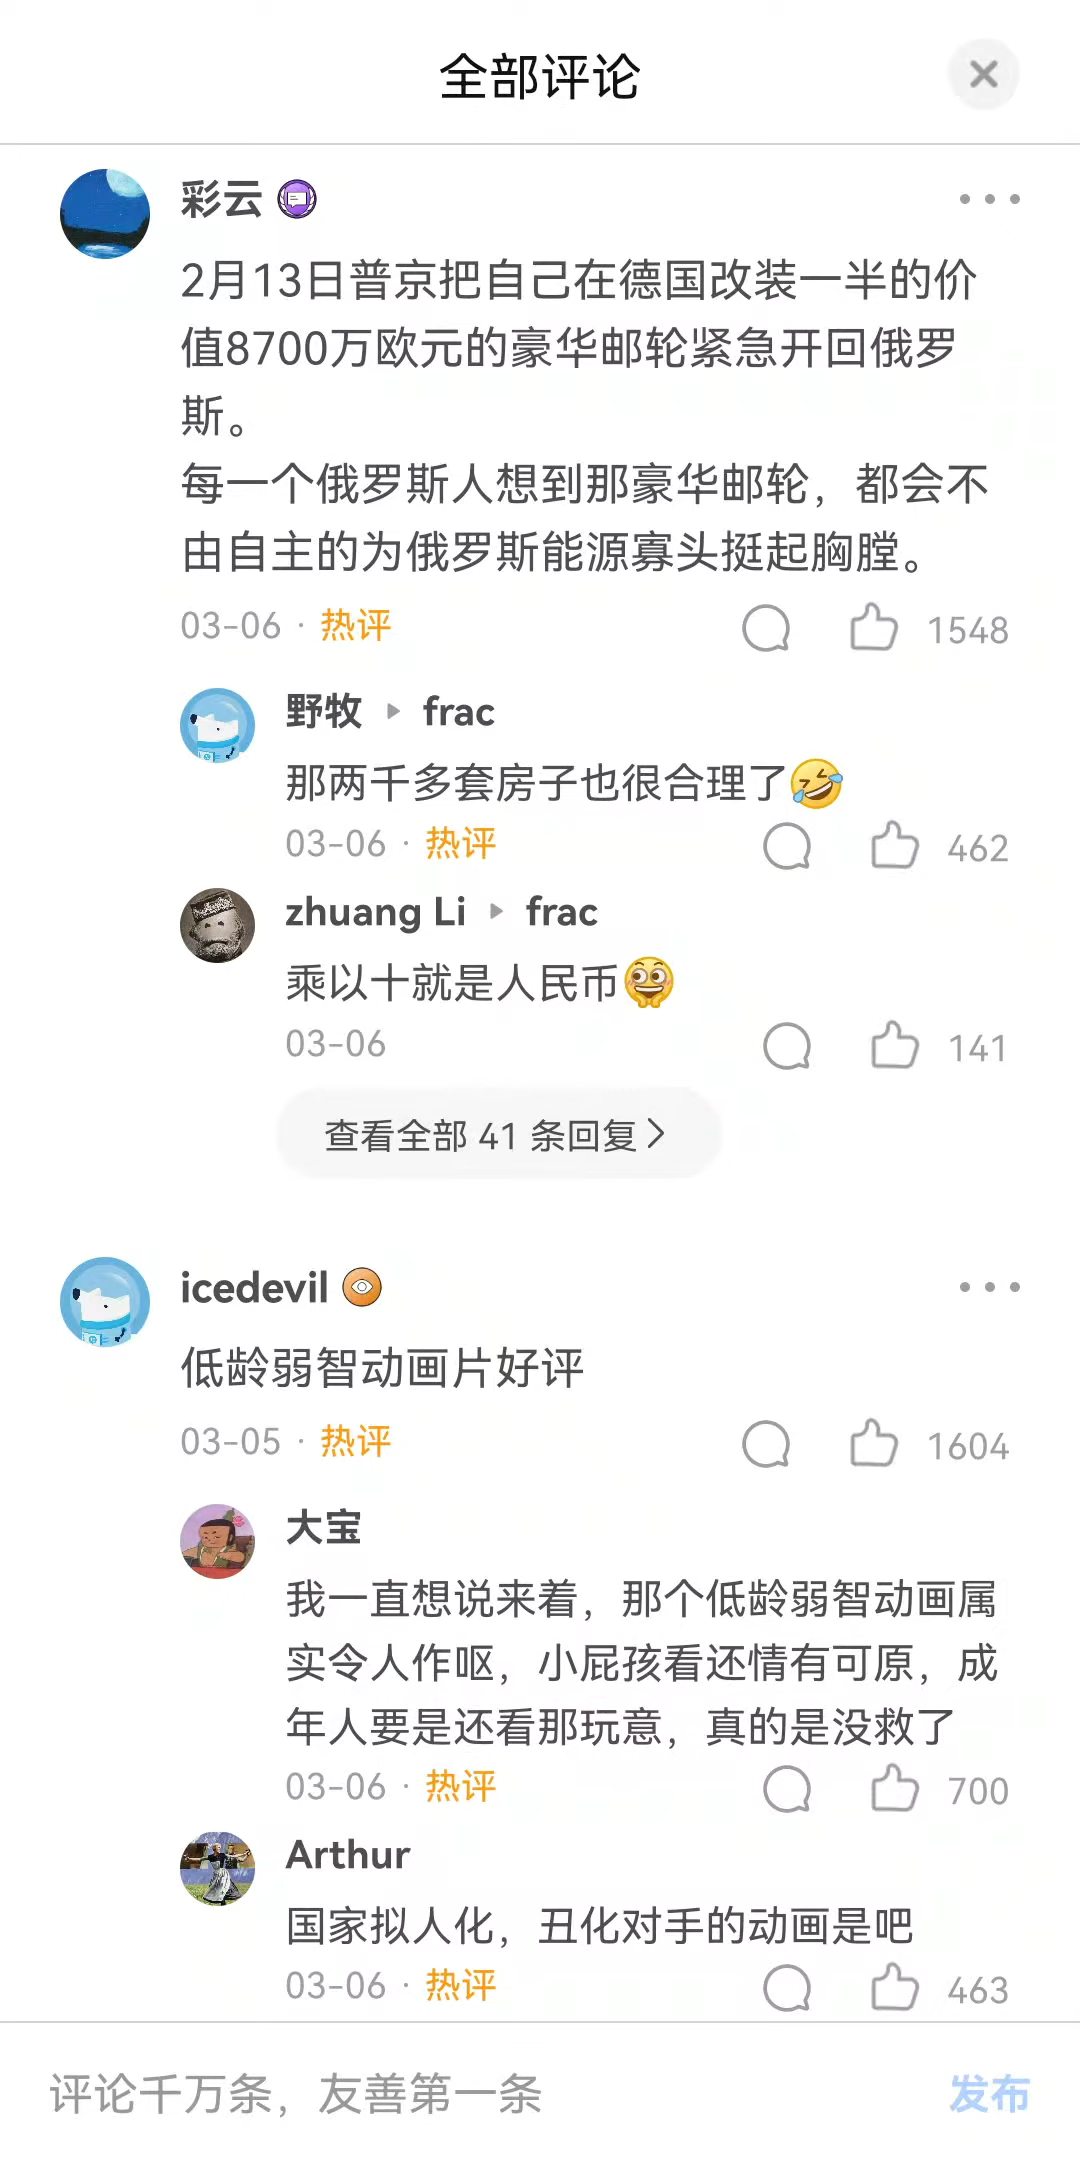 全部评论
彩云
2月13日普京把自己在德国改装一半的价
值8700万欧元的豪华邮轮紧急开回俄罗
斯。
每一个俄罗斯人想到那豪华邮轮，都会不
由自主的为俄罗斯能源寡头挺起胸膛。
03-06 · 热评 1548
野牧 ▸ frac
那两千多套房子也很合理了🤣
03-06 · 热评 462
zhuang Li ▸ frac
乘以十就是人民币
03-06 141
查看全部 41 条回复 >
icedevil
低龄弱智动画片好评
03-05 · 热评 1604
大宝
我一直想说来着，那个低龄弱智动画属
实令人作呕，小屁孩看还情有可原，成
年人要是还看那玩意，真的是没救了
03-06 · 热评 700
Arthur
国家拟人化，丑化对手的动画是吧
03-06 · 热评 463
评论千万条，友善第一条 发布